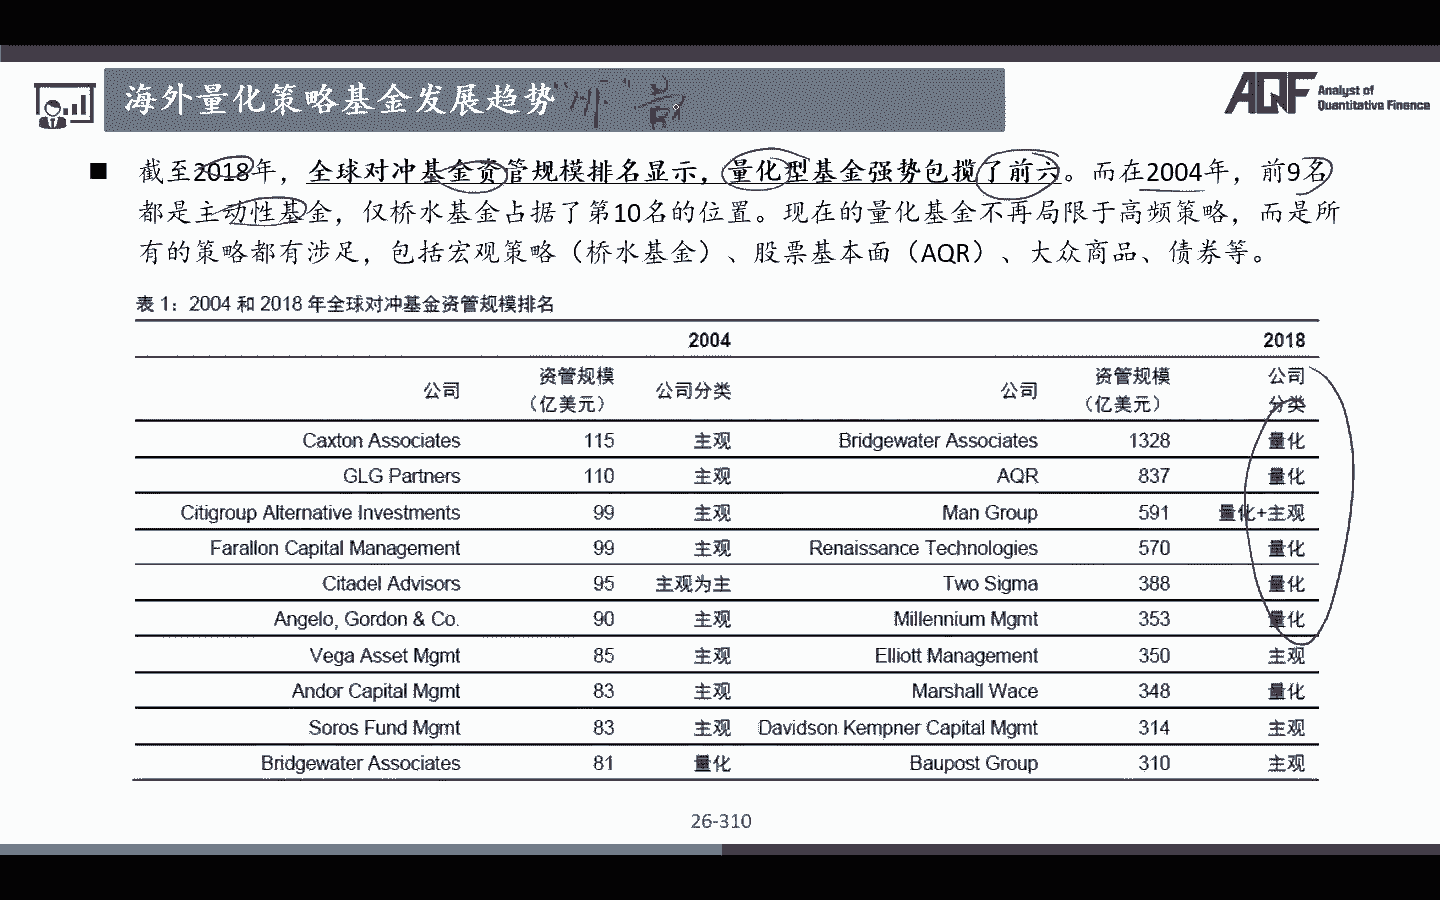 海外量化策略基金发展趋势
AQF Analyst of
Quantitative Finance
■ 截至2018年，全球对冲基金资管规模排名显示，量化型基金强势包揽了前六。而在2004年，前9名
都是主动性基金，仅桥水基金占据了第10名的位置。现在的量化基金不再局限于高频策略，而是所
有的策略都有涉足，包括宏观策略（桥水基金）、股票基本面（AQR）、大众商品、债券等。
表 1：2004 和 2018 年全球对冲基金资管规模排名
2004 2018
公司 资管规模（亿美元） 公司分类 公司 资管规模（亿美元） 公司分类
Caxton Associates 115 主观 Bridgewater Associates 1328 量化
GLG Partners 110 主观 AQR 837 量化
Citigroup Alternative Investments 99 主观 Man Group 591 量化+主观
Farallon Capital Management 99 主观 Renaissance Technologies 570 量化
Citadel Advisors 95 主观为主 Two Sigma 388 量化
Angelo, Gordon & Co. 90 主观 Millennium Mgmt 353 量化
Vega Asset Mgmt 85 主观 Elliott Management 350 主观
Andor Capital Mgmt 83 主观 Marshall Wace 348 量化
Soros Fund Mgmt 83 主观 Davidson Kempner Capital Mgmt 314 主观
Bridgewater Associates 81 量化 Baupost Group 310 主观
26-310